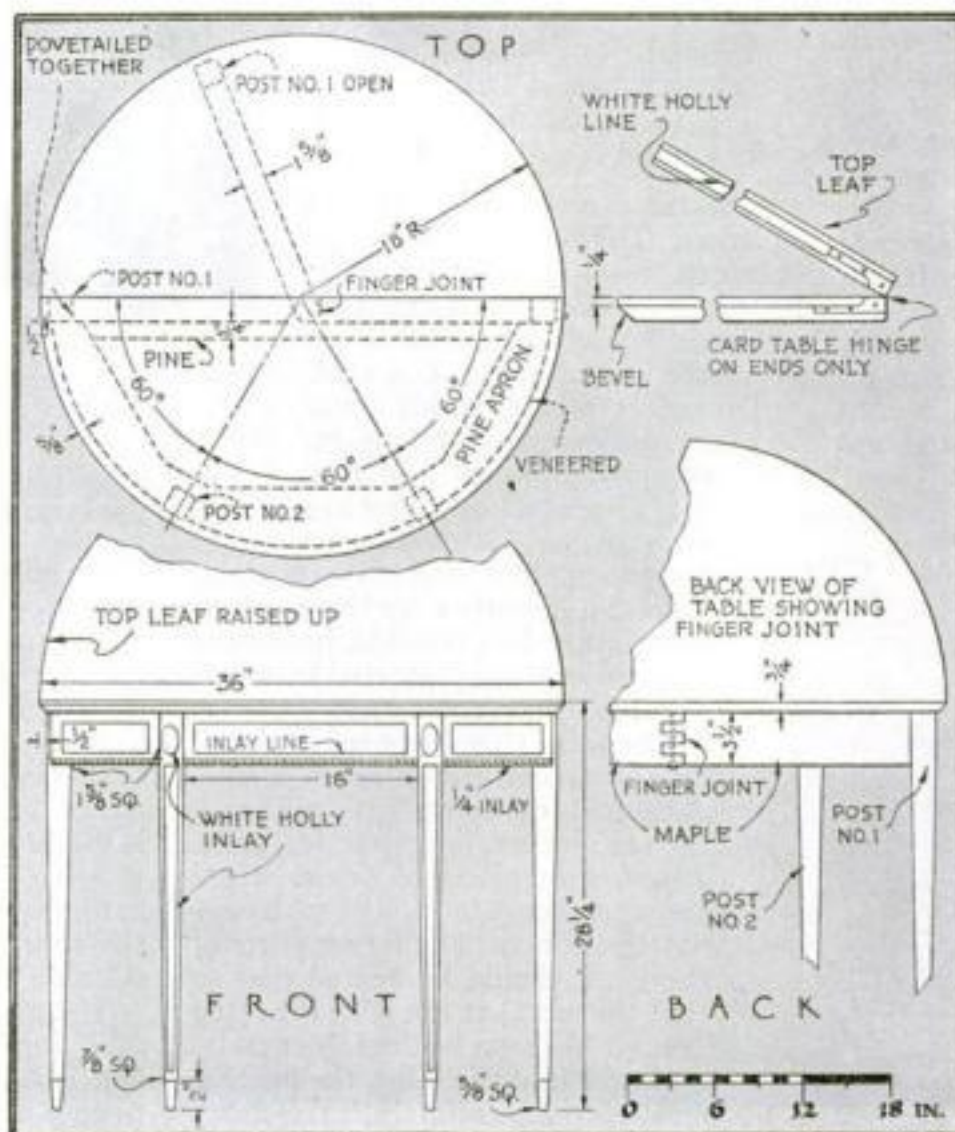 TOP
DOVETAILED
TOGETHER
POST NO. 1 OPEN
1 5/8"
18" R
POST NO. 1
FINGER JOINT
PINE
60°
60°
60°
PINE APRON
VENEERED
POST NO. 2
WHITE HOLLY
LINE
TOP
LEAF
1/4"
BEVEL
CARD TABLE HINGE
ON ENDS ONLY
TOP LEAF RAISED UP
36"
1/2"
INLAY LINE
16"
1 5/8" SQ.
1/4" INLAY
WHITE HOLLY
INLAY
28 1/4"
7/8" SQ.
5/8" SQ.
FRONT
BACK VIEW OF
TABLE SHOWING
FINGER JOINT
3/4"
3 1/2"
FINGER JOINT
MAPLE
POST
NO. 1
POST
NO. 2
BACK
0 6 12 18 IN.